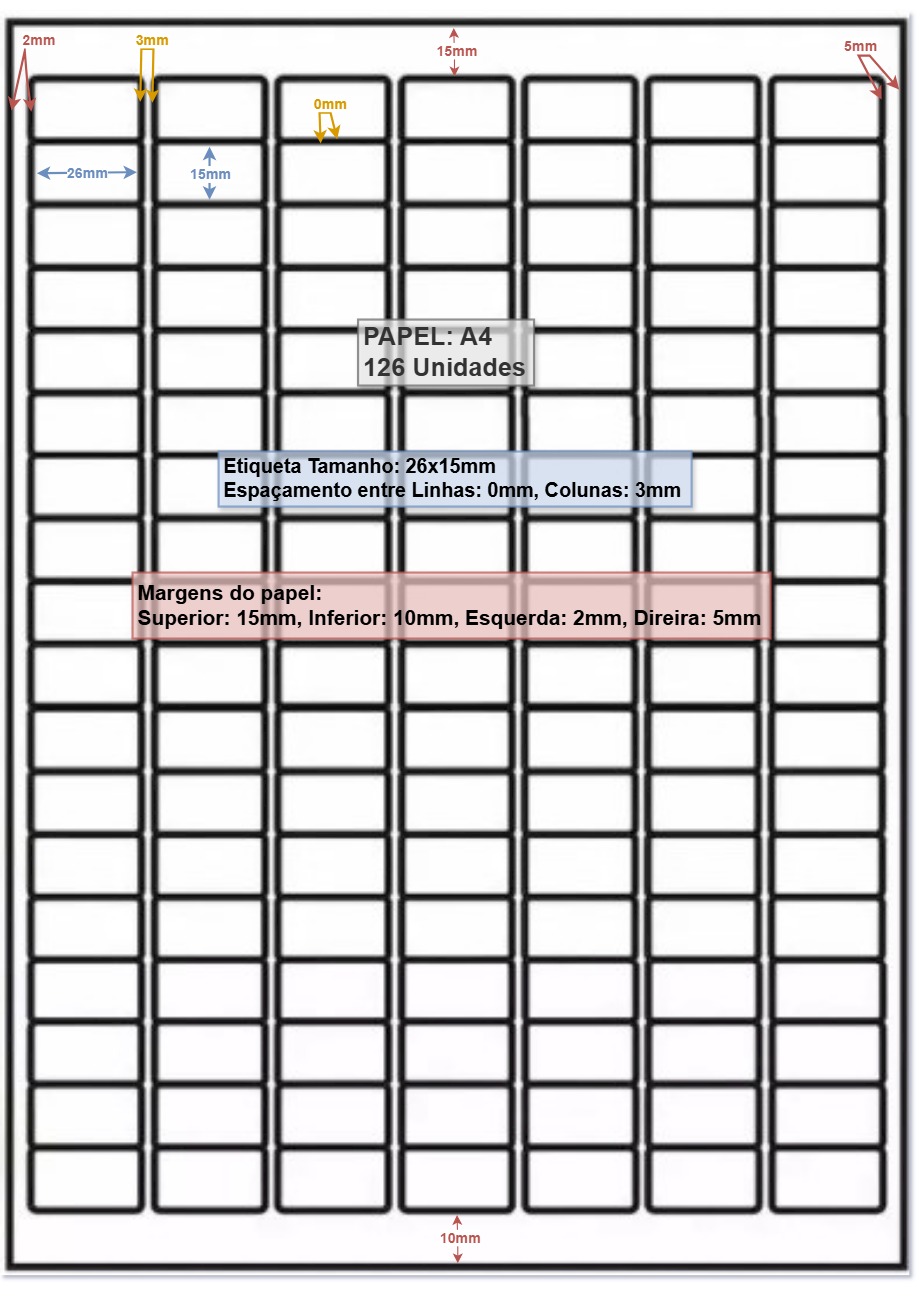 2mm
3mm
15mm
5mm
0mm
26mm
15mm
PAPEL: A4
126 Unidades
Etiqueta Tamanho: 26x15mm
Espaçamento entre Linhas: 0mm, Colunas: 3mm
Margens do papel:
Superior: 15mm, Inferior: 10mm, Esquerda: 2mm, Direira: 5mm
10mm